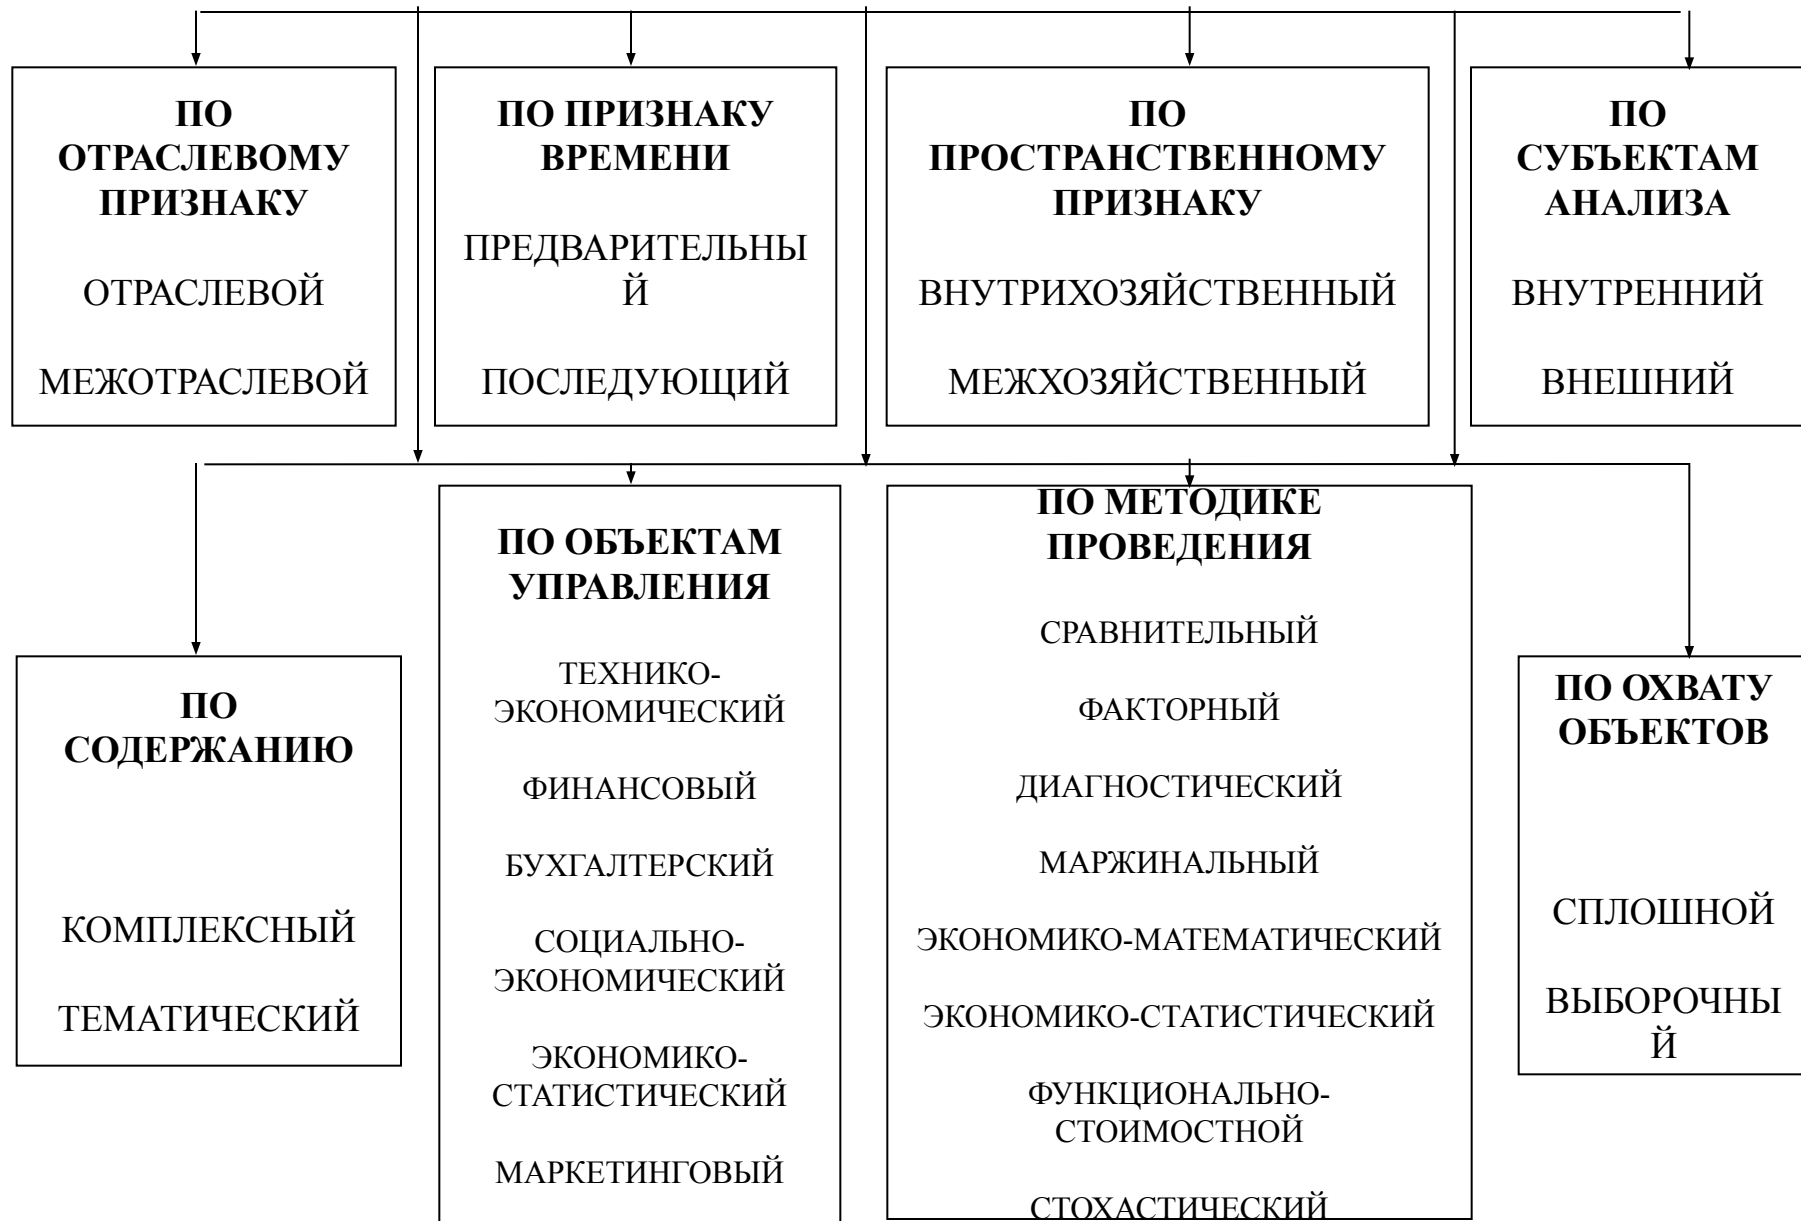 ПО
ОТРАСЛЕВОМУ
ПРИЗНАКУ
ОТРАСЛЕВОЙ
МЕЖОТРАСЛЕВОЙ
ПО ПРИЗНАКУ
ВРЕМЕНИ
ПРЕДВАРИТЕЛЬНЫ
Й
ПОСЛЕДУЮЩИЙ
ПО
ПРОСТРАНСТВЕННОМУ
ПРИЗНАКУ
ВНУТРИХОЗЯЙСТВЕННЫЙ
МЕЖХОЗЯЙСТВЕННЫЙ
ПО
СУБЪЕКТАМ
АНАЛИЗА
ВНУТРЕННИЙ
ВНЕШНИЙ
ПО
СОДЕРЖАНИЮ
КОМПЛЕКСНЫЙ
ТЕМАТИЧЕСКИЙ
ПО ОБЪЕКТАМ
УПРАВЛЕНИЯ
ТЕХНИКО-
ЭКОНОМИЧЕСКИЙ
ФИНАНСОВЫЙ
БУХГАЛТЕРСКИЙ
СОЦИАЛЬНО-
ЭКОНОМИЧЕСКИЙ
ЭКОНОМИКО-
СТАТИСТИЧЕСКИЙ
МАРКЕТИНГОВЫЙ
ПО МЕТОДИКЕ
ПРОВЕДЕНИЯ
СРАВНИТЕЛЬНЫЙ
ФАКТОРНЫЙ
ДИАГНОСТИЧЕСКИЙ
МАРЖИНАЛЬНЫЙ
ЭКОНОМИКО-МАТЕМАТИЧЕСКИЙ
ЭКОНОМИКО-СТАТИСТИЧЕСКИЙ
ФУНКЦИОНАЛЬНО-
СТОИМОСТНОЙ
СТОХАСТИЧЕСКИЙ
ПО ОХВАТУ
ОБЪЕКТОВ
СПЛОШНОЙ
ВЫБОРОЧНЫ
Й